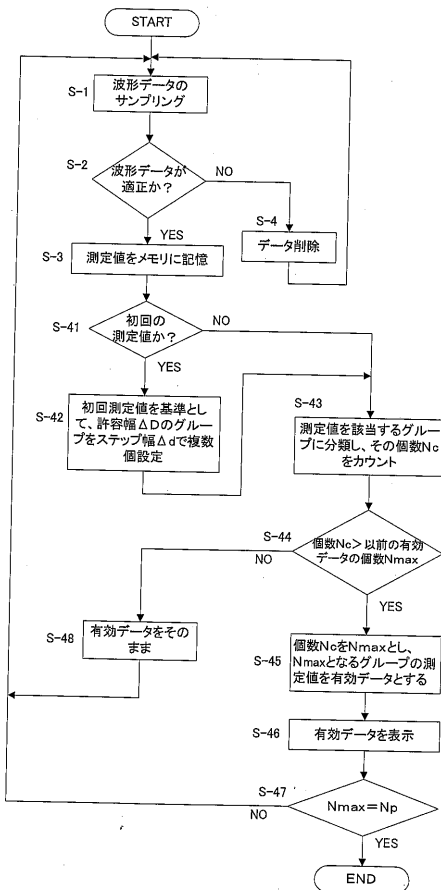 START
S-1
波形データの
サンプリング
S-2
波形データが
適正か？
NO
YES
S-4
データ削除
S-3
測定値をメモリに記憶
S-41
初回の
測定値か？
NO
YES
S-42
初回測定値を基準とし
て、許容幅ΔDのグルー
プをステップ幅Δdで複数
個設定
S-43
測定値を該当するグループ
に分類し、その個数Nc
をカウント
S-44
個数Nc＞以前の有効
データの個数Nmax
NO
YES
S-48
有効データをその
まま
S-45
個数NcをNmaxとし、
Nmaxとなるグループの測
定値を有効データとする
S-46
有効データを表示
S-47
Nmax＝Np
NO
YES
END